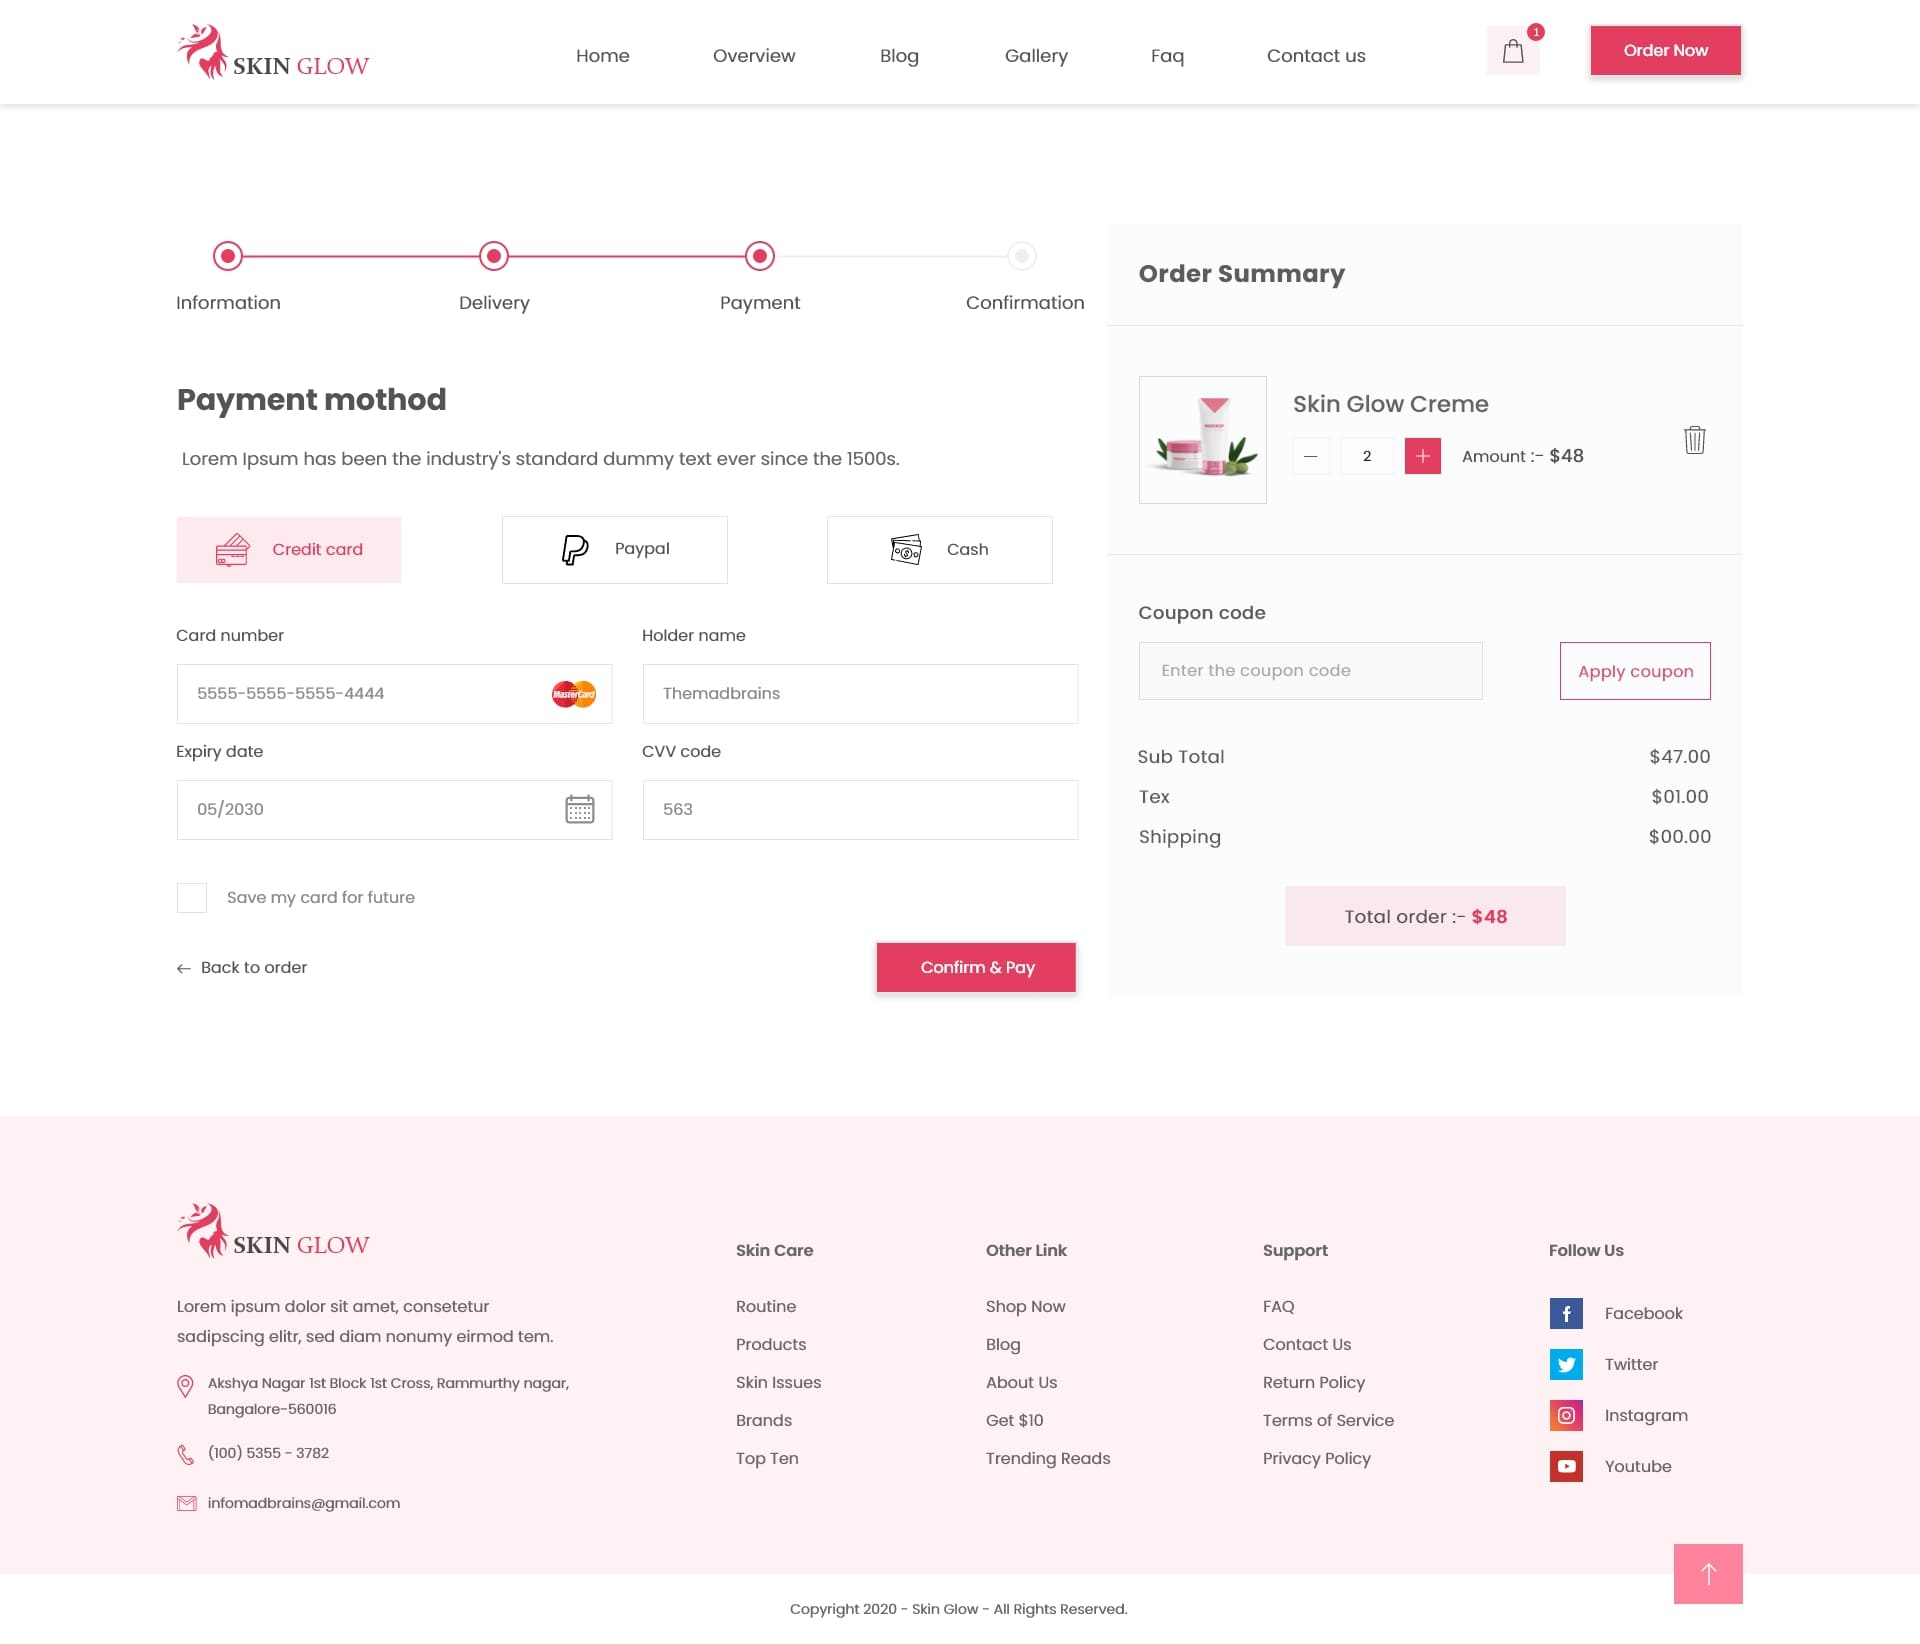 SKIN GLOW
Home
Overview
Blog
Gallery
Faq
Contact us
1
Order Now
Information
Delivery
Payment
Confirmation
Payment mothod
Lorem Ipsum has been the industry's standard dummy text ever since the 1500s.
Credit card
Paypal
Cash
Card number
Holder name
5555-5555-5555-4444
MasterCard
Themadbrains
Expiry date
CVV code
05/2030
563
Save my card for future
← Back to order
Confirm & Pay
Order Summary
Skin Glow Creme
2
Amount :- $48
Coupon code
Enter the coupon code
Apply coupon
Sub Total $47.00
Tex $01.00
Shipping $00.00
Total order :- $48
SKIN GLOW
Lorem ipsum dolor sit amet, consetetur
sadipscing elitr, sed diam nonumy eirmod tem.
Akshya Nagar 1st Block 1st Cross, Rammurthy nagar,
Bangalore-560016
(100) 5355 - 3782
infomadbrains@gmail.com
Skin Care
Routine
Products
Skin Issues
Brands
Top Ten
Other Link
Shop Now
Blog
About Us
Get $10
Trending Reads
Support
FAQ
Contact Us
Return Policy
Terms of Service
Privacy Policy
Follow Us
Facebook
Twitter
Instagram
Youtube
Copyright 2020 - Skin Glow - All Rights Reserved.